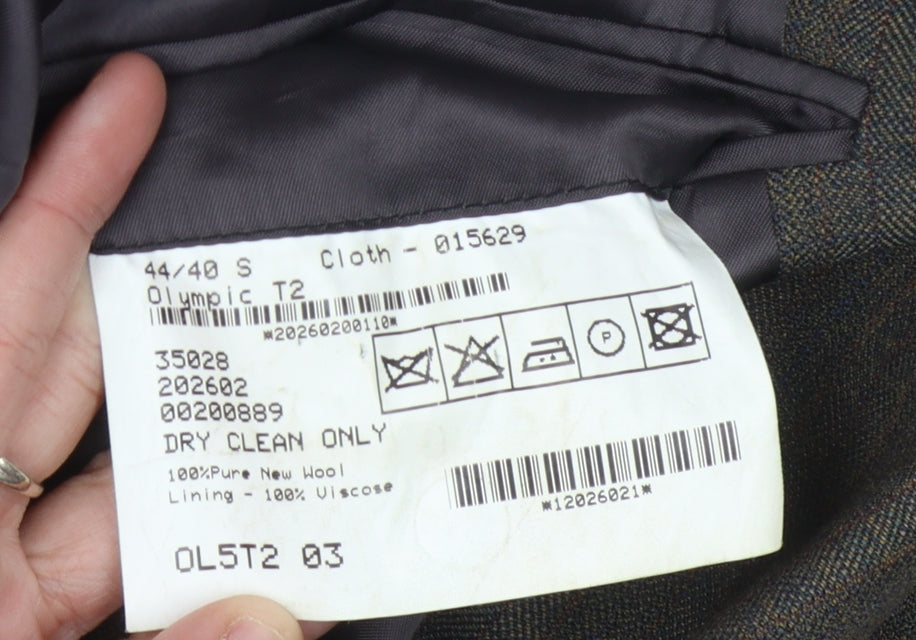 44/40 S Cloth - 015629
Olympic T2
*20260200110*
35028
202602
00200889
DRY CLEAN ONLY
100%Pure New Wool
Lining - 100% Viscose
P
*12026021*
OL5T2 03